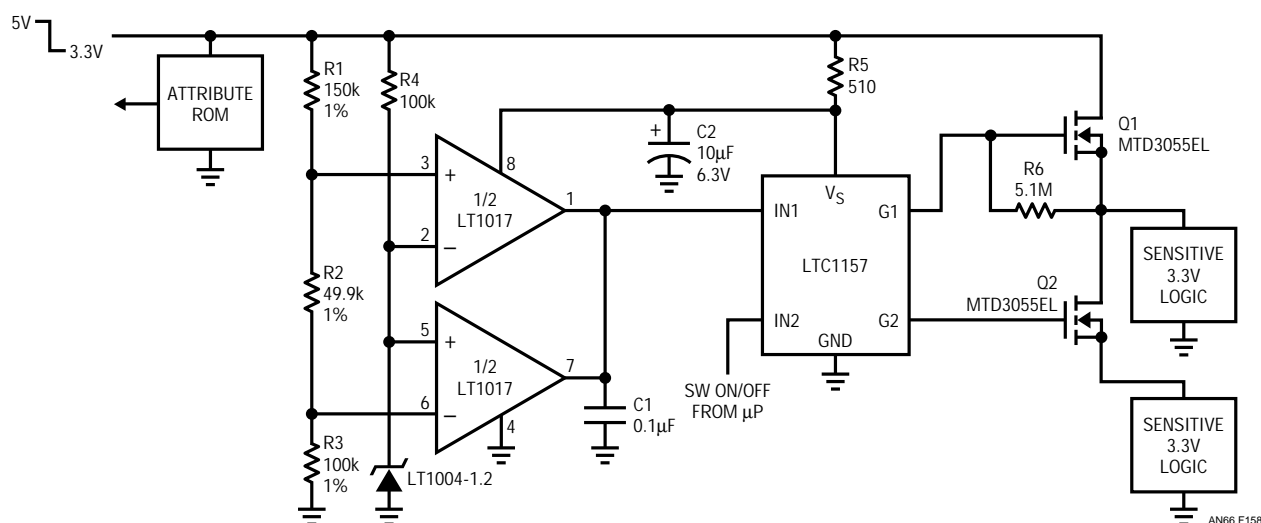 5V
3.3V
ATTRIBUTE
ROM
R1
150k
1%
R4
100k
R5
510
+
C2
10µF
6.3V
Q1
MTD3055EL
3
+
8
1/2
LT1017
1
2
−
IN1
VS
G1
R6
5.1M
LTC1157
SENSITIVE
3.3V
LOGIC
R2
49.9k
1%
Q2
MTD3055EL
5
+
1/2
LT1017
7
6
−
4
IN2
G2
GND
SW ON/OFF
FROM µP
C1
0.1µF
R3
100k
1%
LT1004-1.2
SENSITIVE
3.3V
LOGIC
AN66 F158